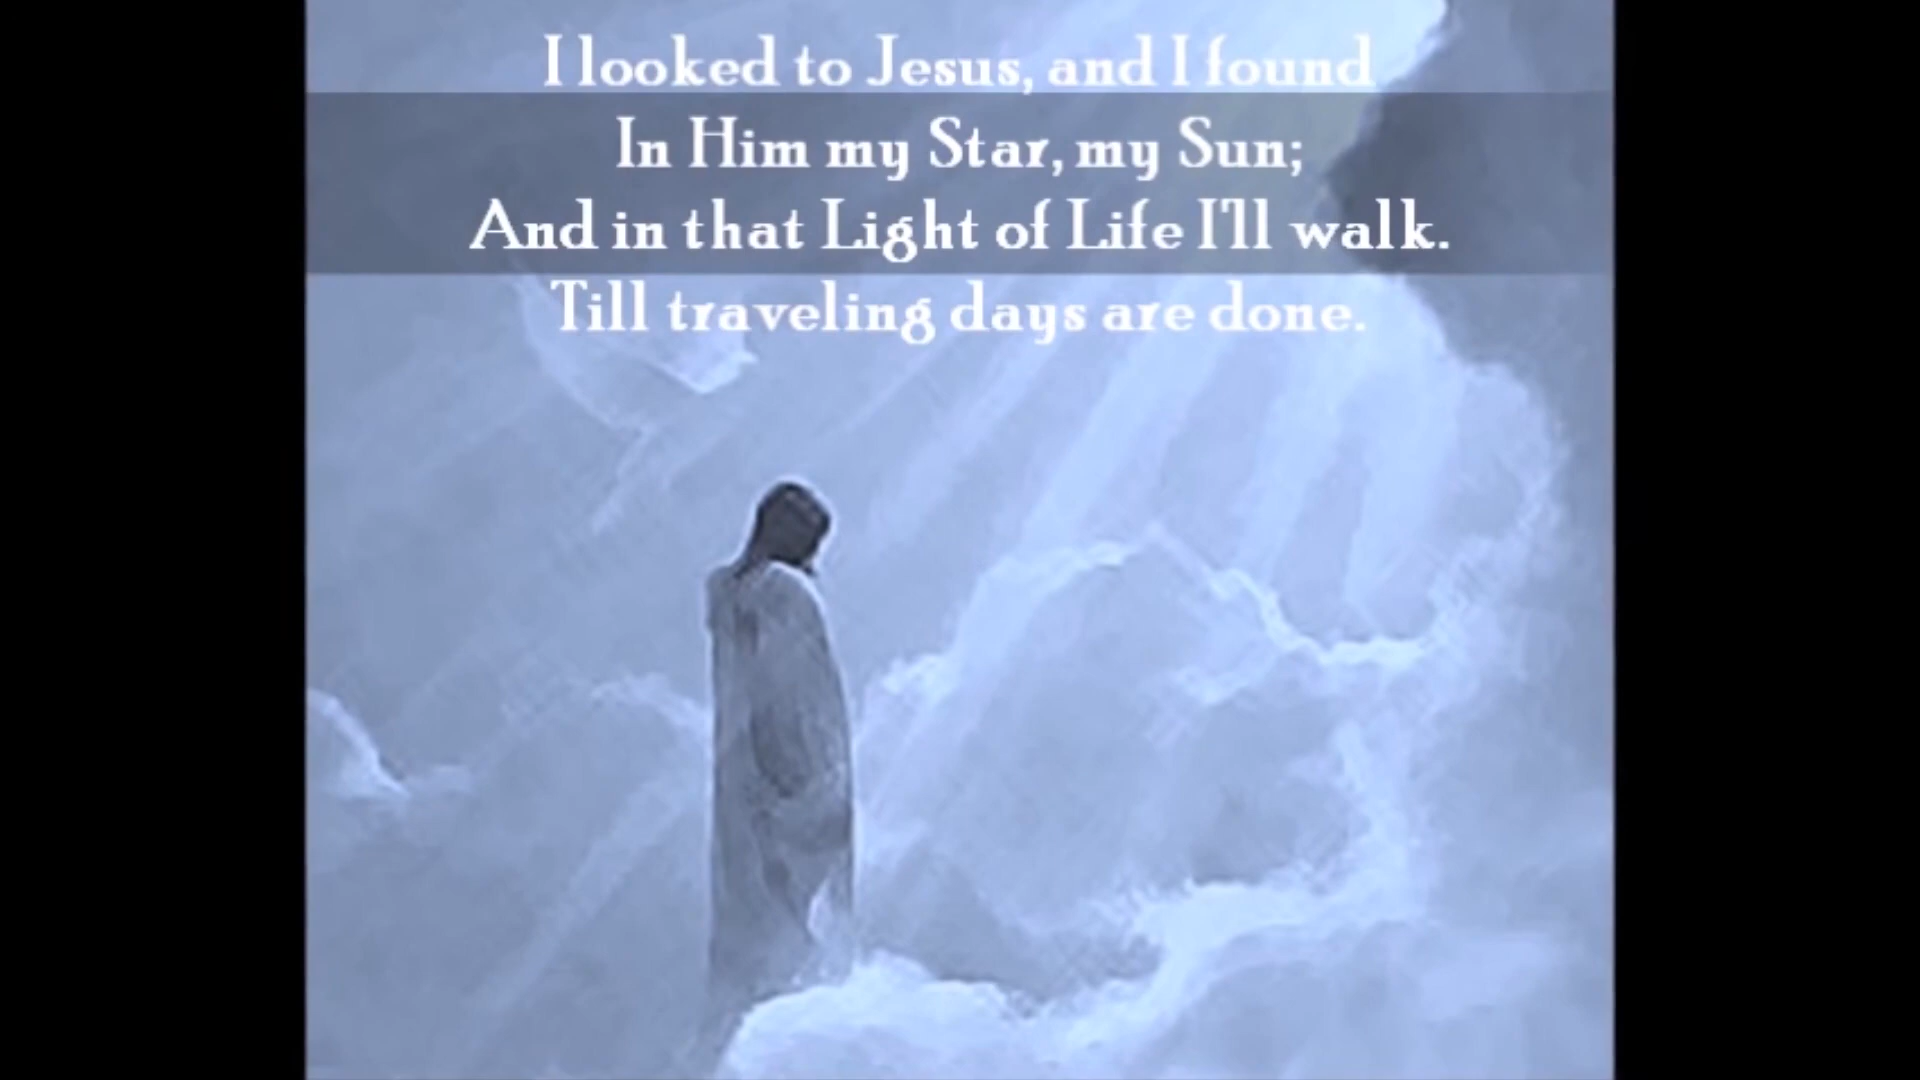 I looked to Jesus, and I found
In Him my Star, my Sun;
And in that Light of Life I'll walk.
Till traveling days are done.